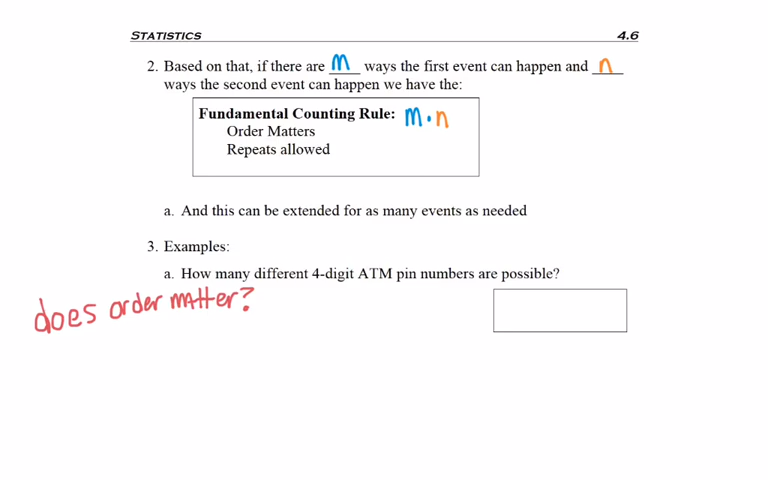 STATISTICS 4.6
2. Based on that, if there are m ways the first event can happen and n
ways the second event can happen we have the:
Fundamental Counting Rule: m·n
Order Matters
Repeats allowed
a. And this can be extended for as many events as needed
3. Examples:
a. How many different 4-digit ATM pin numbers are possible?
does order matter?